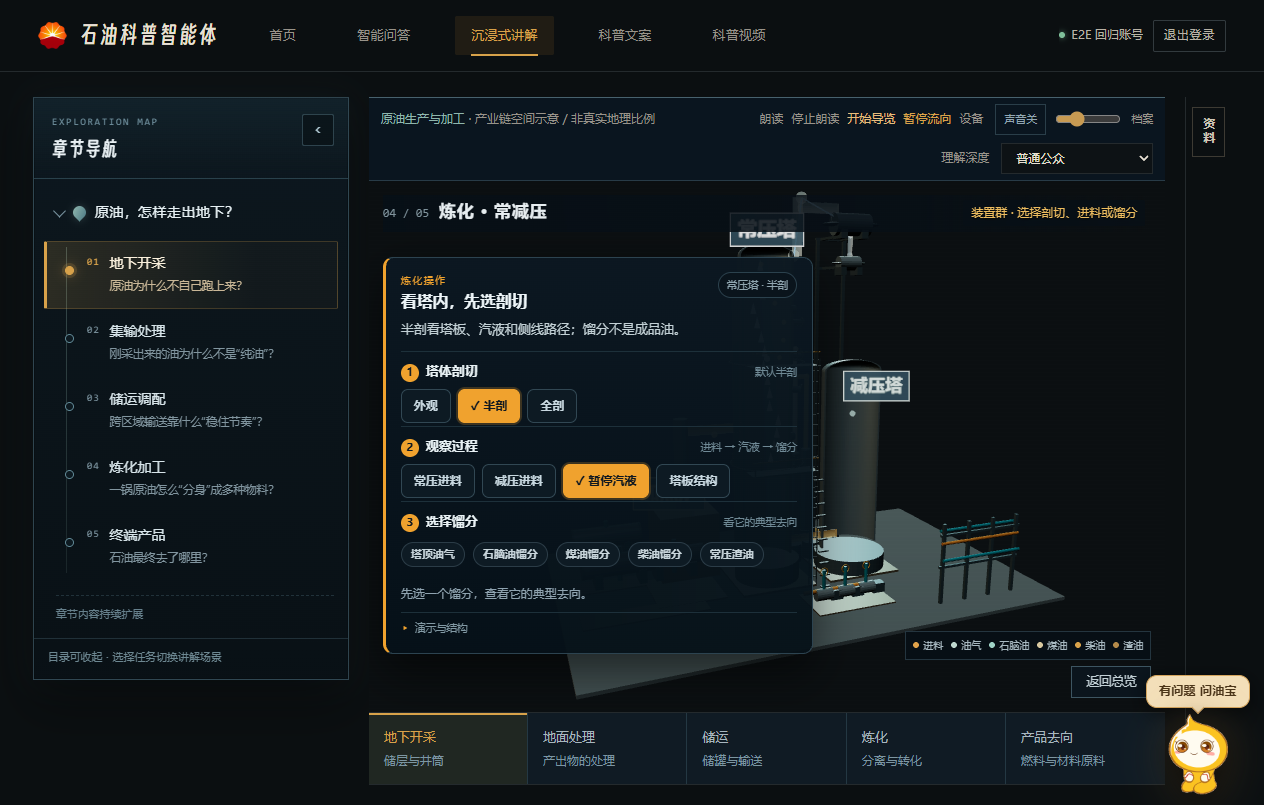 石油科普智能体
首页
智能问答
沉浸式讲解
科普文案
科普视频
E2E 回归账号
退出登录
EXPLORATION MAP
章节导航
原油，怎样走出地下？
01 地下开采
原油为什么不自己跑上来？
02 集输处理
刚采出来的油为什么不是“纯油”？
03 储运调配
跨区域输送靠什么“稳住节奏”？
04 炼化加工
一锅原油怎么“分身”成多种物料？
05 终端产品
石油最终去了哪里？
章节内容持续扩展
目录可收起 · 选择任务切换讲解场景
原油生产与加工 · 产业链空间示意 / 非真实地理比例
朗读 停止朗读 开始导览 暂停流向 设备 声音关 档案
理解深度 普通公众
04 / 05 炼化 · 常减压
装置群 · 选择剖切、进料或馏分
常压塔
减压塔
炼化操作
看塔内，先选剖切
常压塔 · 半剖
半剖看塔板、汽液和侧线路径；馏分不是成品油。
1 塔体剖切 默认半剖
外观 ✓ 半剖 全剖
2 观察过程 进料 → 汽液 → 馏分
常压进料 减压进料 ✓ 暂停汽液 塔板结构
3 选择馏分 看它的典型去向
塔顶油气 石脑油馏分 煤油馏分 柴油馏分 常压渣油
先选一个馏分，查看它的典型去向。
演示与结构
进料 油气 石脑油 煤油 柴油 渣油
返回总览
资料
有问题 问油宝
地下开采
储层与井筒
地面处理
产出物的处理
储运
储罐与输送
炼化
分离与转化
产品去向
燃料与材料原料